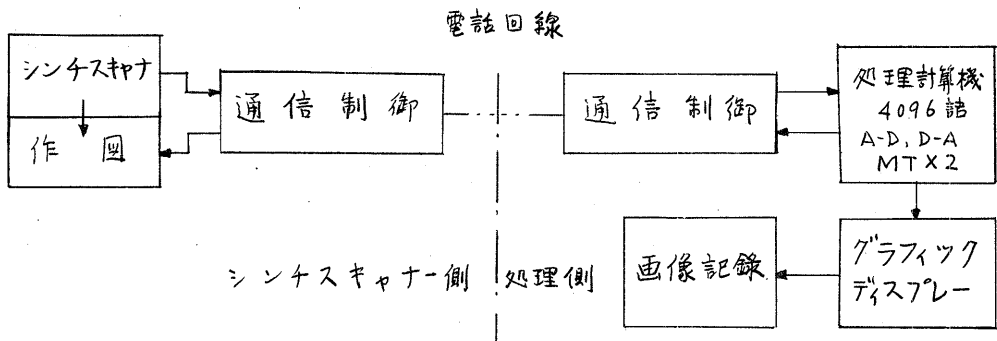 電話回線
シンチスキャナ
作図
通信制御
通信制御
処理計算機
4096語
A-D, D-A
MT×2
グラフィック
ディスプレー
画像記録
シンチスキャナー側
処理側